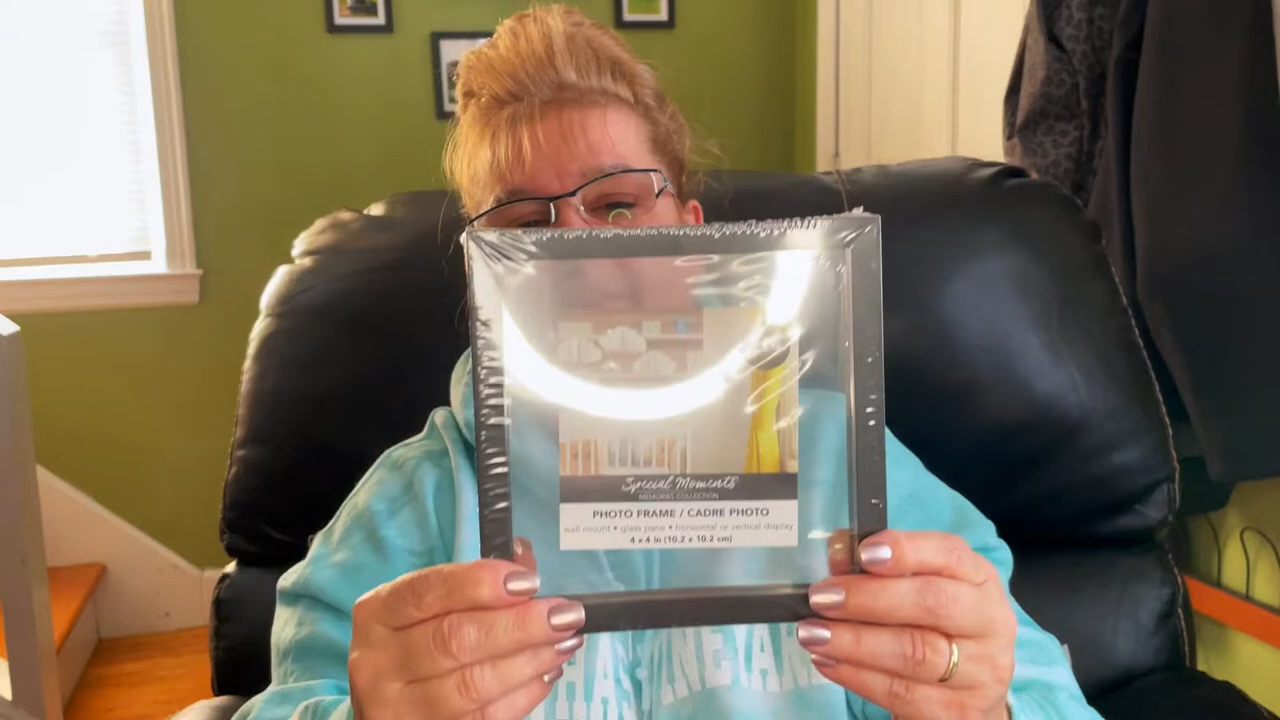 Special Moments
MEMORIES COLLECTION
PHOTO FRAME / CADRE PHOTO
wall mount • glass pane • horizontal or vertical display
4 x 4 in (10.2 x 10.2 cm)